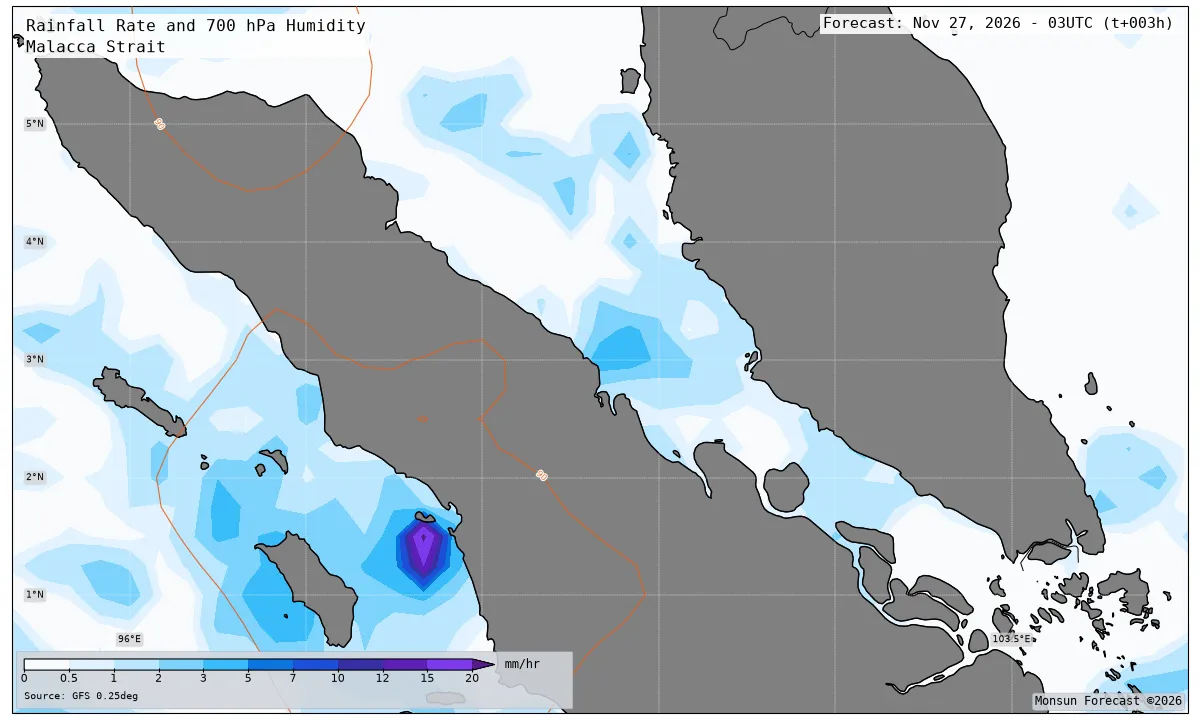 Rainfall Rate and 700 hPa Humidity
Malacca Strait
Forecast: Nov 27, 2026 - 03UTC (t+003h)
90
5°N
4°N
3°N
2°N
90
1°N
96°E
103.5°E
0 0.5 1 2 3 5 7 10 12 15 20 mm/hr
Source: GFS 0.25deg
Monsun Forecast ©2026